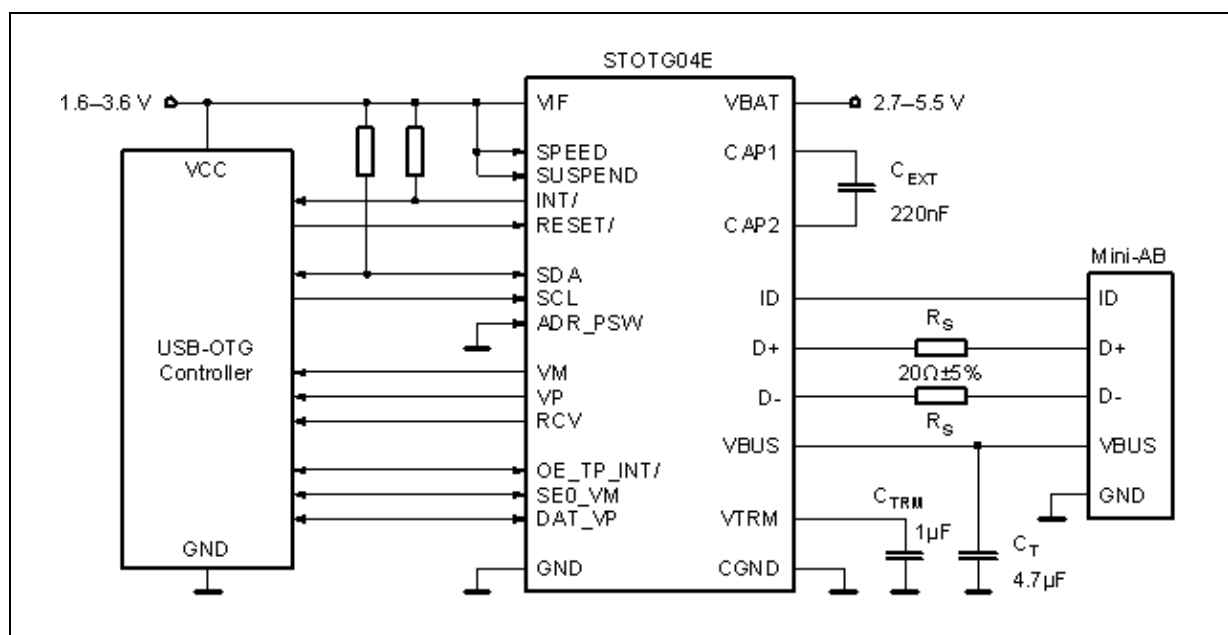 STOTG04E
1.6–3.6 V
VIF
VBAT
2.7–5.5 V
VCC
SPEED
SUSPEND
INT/
RESET/
CAP1
CAP2
C_EXT
220nF
SDA
SCL
ADR_PSW
ID
D+
D-
R_S
20Ω±5%
R_S
Mini-AB
ID
D+
D-
VBUS
GND
USB-OTG
Controller
VM
VP
RCV
VBUS
OE_TP_INT/
SE0_VM
DAT_VP
VTRM
C_TRM
1µF
C_T
4.7µF
GND
GND
CGND